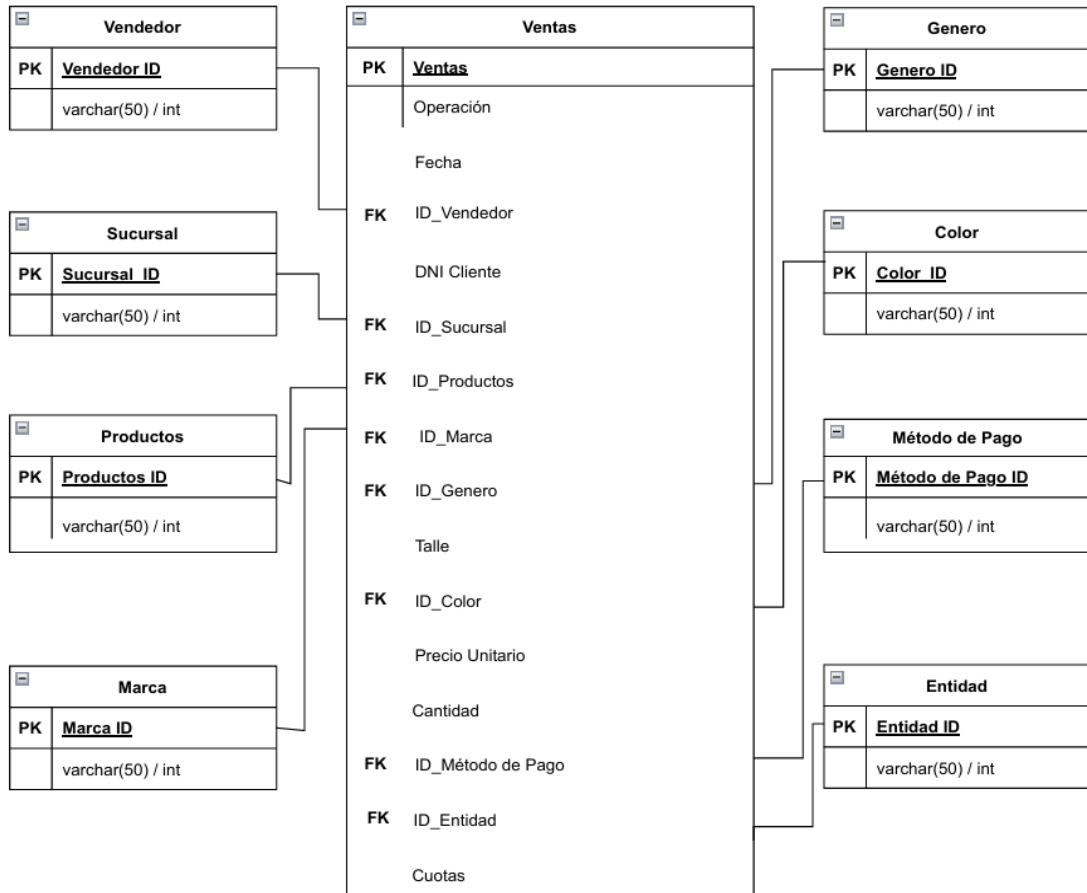 Vendedor
PK Vendedor ID
varchar(50) / int
Sucursal
PK Sucursal_ID
varchar(50) / int
Productos
PK Productos ID
varchar(50) / int
Marca
PK Marca ID
varchar(50) / int
Ventas
PK Ventas
Operación
Fecha
FK ID_Vendedor
DNI Cliente
FK ID_Sucursal
FK ID_Productos
FK ID_Marca
FK ID_Genero
Talle
FK ID_Color
Precio Unitario
Cantidad
FK ID_Método de Pago
FK ID_Entidad
Cuotas
Genero
PK Genero ID
varchar(50) / int
Color
PK Color_ID
varchar(50) / int
Método de Pago
PK Método de Pago ID
varchar(50) / int
Entidad
PK Entidad ID
varchar(50) / int